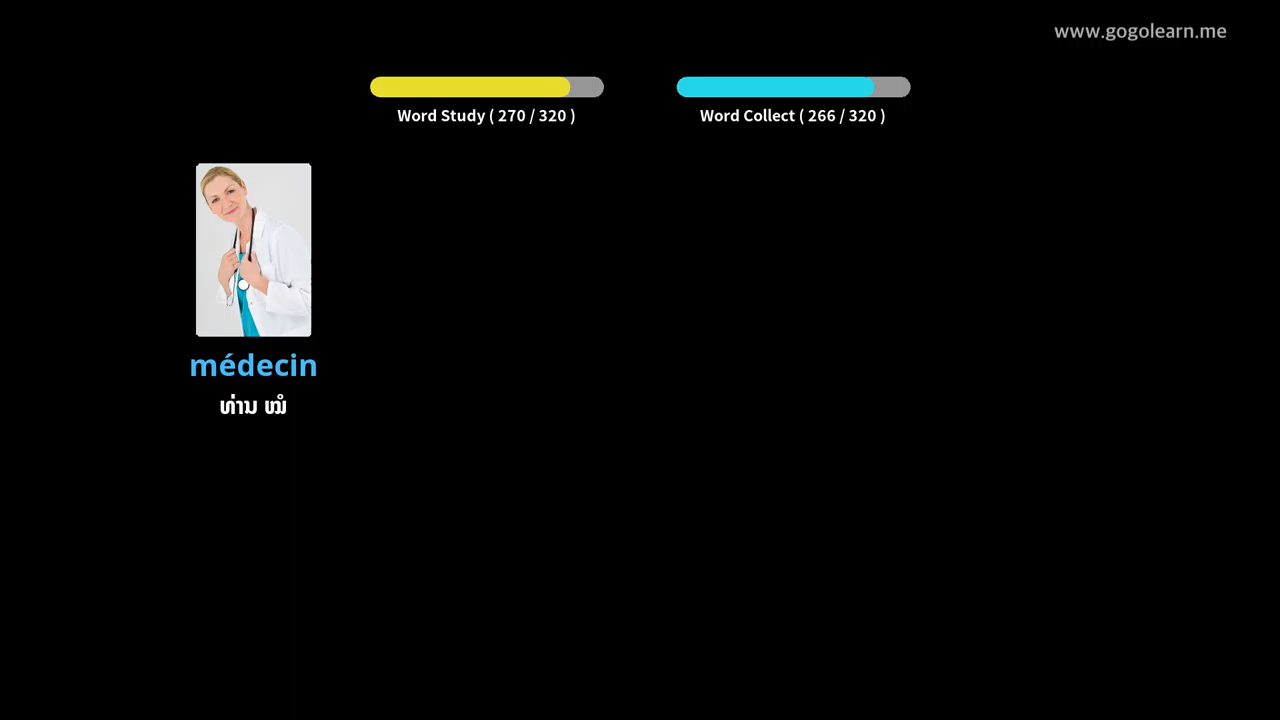 www.gogolearn.me
Word Study ( 270 / 320 )
Word Collect ( 266 / 320 )
médecin
ທ່ານ ໝໍ